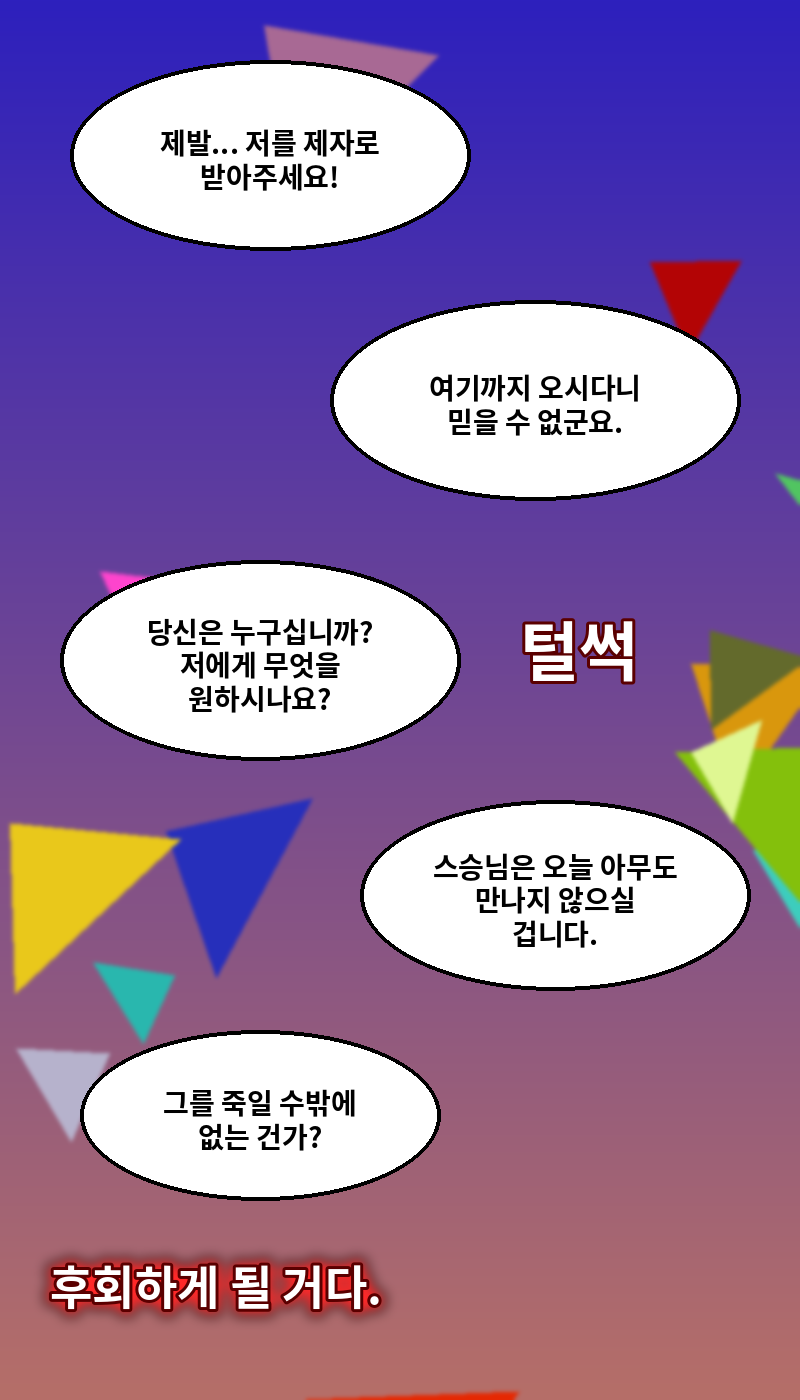 제발... 저를 제자로
받아주세요!
여기까지 오시다니
믿을 수 없군요.
당신은 누구십니까?
저에게 무엇을
원하시나요?
털썩
스승님은 오늘 아무도
만나지 않으실
겁니다.
그를 죽일 수밖에
없는 건가?
후회하게 될 거다.